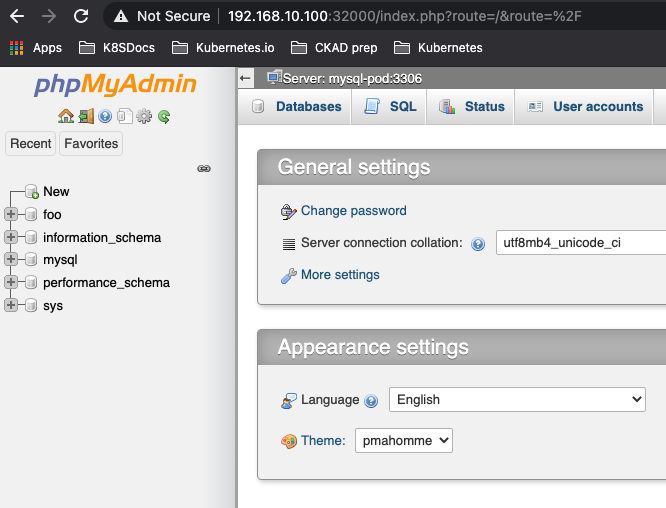 Not Secure 192.168.10.100:32000/index.php?route=/&route=%2F
Apps K8SDocs Kubernetes.io CKAD prep Kubernetes
phpMyAdmin
Recent Favorites
New
foo
information_schema
mysql
performance_schema
sys
Server: mysql-pod:3306
Databases SQL Status User accounts
General settings
Change password
Server connection collation: utf8mb4_unicode_ci
More settings
Appearance settings
Language English
Theme: pmahomme